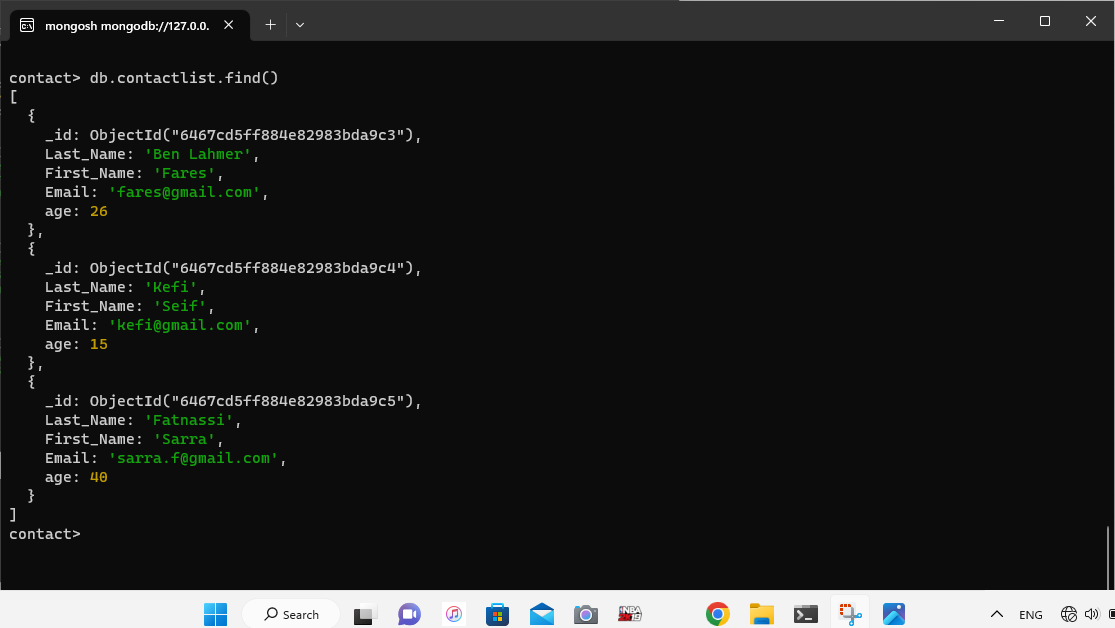 mongosh mongodb://127.0.0.
contact> db.contactlist.find()
[
  {
    _id: ObjectId("6467cd5ff884e82983bda9c3"),
    Last_Name: 'Ben Lahmer',
    First_Name: 'Fares',
    Email: 'fares@gmail.com',
    age: 26
  },
  {
    _id: ObjectId("6467cd5ff884e82983bda9c4"),
    Last_Name: 'Kefi',
    First_Name: 'Seif',
    Email: 'kefi@gmail.com',
    age: 15
  },
  {
    _id: ObjectId("6467cd5ff884e82983bda9c5"),
    Last_Name: 'Fatnassi',
    First_Name: 'Sarra',
    Email: 'sarra.f@gmail.com',
    age: 40
  }
]
contact>
Search
NBA 2K19
ENG